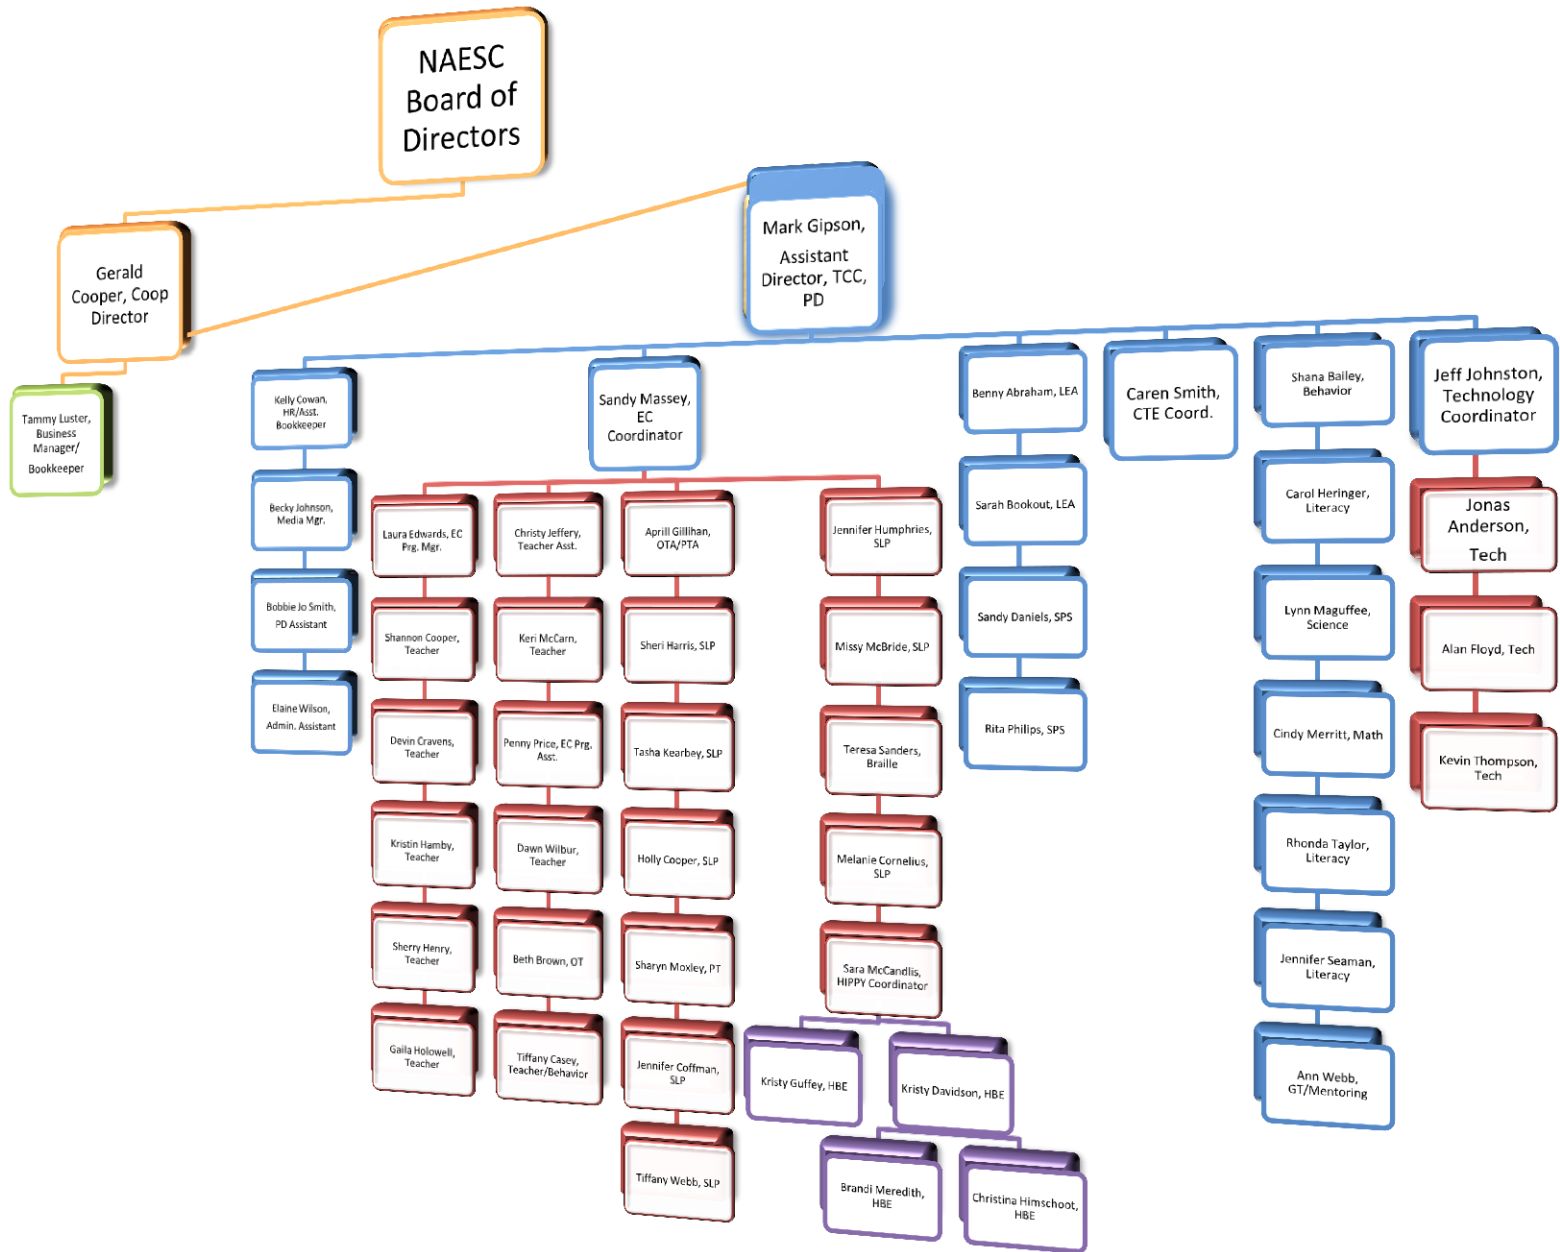 NAESC
Board of
Directors
Mark Gipson,
Assistant
Director, TCC,
PD
Gerald
Cooper, Coop
Director
Tammy Luster,
Business
Manager/
Bookkeeper
Kelly Cowan,
HR/Asst.
Bookkeeper
Becky Johnson,
Media Mgr.
Bobbie Jo Smith,
PD Assistant
Elaine Wilson,
Admin. Assistant
Sandy Massey,
EC
Coordinator
Laura Edwards, EC
Prg. Mgr.
Shannon Cooper,
Teacher
Devin Cravens,
Teacher
Kristin Hamby,
Teacher
Sherry Henry,
Teacher
Gaila Holowell,
Teacher
Christy Jeffery,
Teacher Asst.
Keri McCarn,
Teacher
Penny Price, EC Prg.
Asst.
Dawn Wilbur,
Teacher
Beth Brown, OT
Tiffany Casey,
Teacher/Behavior
Aprill Gillihan,
OTA/PTA
Sheri Harris, SLP
Tasha Kearbey, SLP
Holly Cooper, SLP
Sharyn Moxley, PT
Jennifer Coffman,
SLP
Tiffany Webb, SLP
Jennifer Humphries,
SLP
Missy McBride, SLP
Teresa Sanders,
Braille
Melanie Cornelius,
SLP
Sara McCandlis,
HIPPY Coordinator
Kristy Guffey, HBE
Kristy Davidson, HBE
Brandi Meredith,
HBE
Christina Himschoot,
HBE
Benny Abraham, LEA
Sarah Bookout, LEA
Sandy Daniels, SPS
Rita Philips, SPS
Caren Smith,
CTE Coord.
Shana Bailey,
Behavior
Carol Heringer,
Literacy
Lynn Maguffee,
Science
Cindy Merritt, Math
Rhonda Taylor,
Literacy
Jennifer Seaman,
Literacy
Ann Webb,
GT/Mentoring
Jeff Johnston,
Technology
Coordinator
Jonas
Anderson,
Tech
Alan Floyd, Tech
Kevin Thompson,
Tech